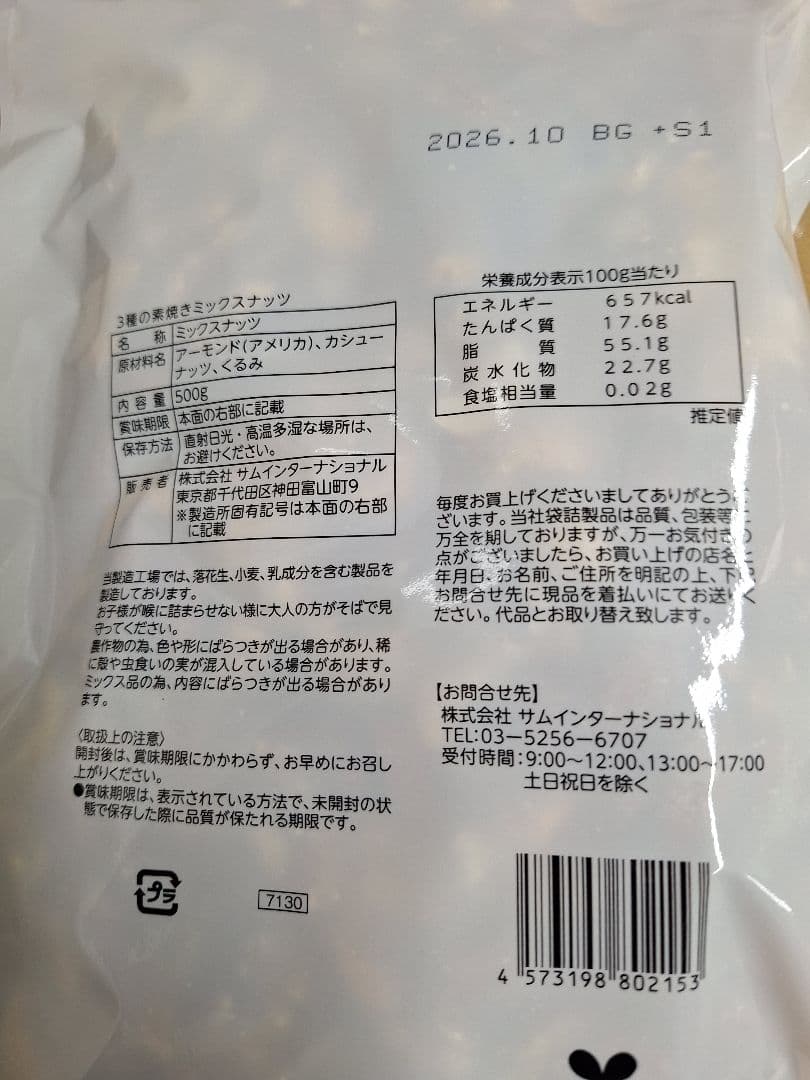 2026.10 BG +S1
3種の素焼きミックスナッツ
名 称 ミックスナッツ
原材料名 アーモンド(アメリカ)、カシュー
ナッツ、くるみ
内容量 500g
賞味期限 本面の右部に記載
保存方法 直射日光・高温多湿な場所は、
お避けください。
販売者 株式会社 サムインターナショナル
東京都千代田区神田富山町9
※製造所固有記号は本面の右部
に記載
当製造工場では、落花生、小麦、乳成分を含む製品を
製造しております。
お子様が喉に詰まらせない様に大人の方がそばで見
守ってください。
農作物の為、色や形にばらつきが出る場合があり、稀
に殻や虫食いの実が混入している場合があります。
ミックス品の為、内容にばらつきが出る場合があり
ます。
〈取扱上の注意〉
開封後は、賞味期限にかかわらず、お早めにお召し
上がりください。
●賞味期限は、表示されている方法で、未開封の状
態で保存した際に品質が保たれる期限です。
プラ
7130
栄養成分表示100g当たり
エネルギー 657kcal
たんぱく質 17.6g
脂 質 55.1g
炭水化物 22.7g
食塩相当量 0.02g
推定値
毎度お買上げくださいましてありがとうご
ざいます。当社袋詰製品は品質、包装等
万全を期しておりますが、万一お気付きの
点がございましたら、お買い上げの店名と
年月日、お名前、ご住所を明記の上、下記
お問合せ先に現品を着払いにてお送りく
ださい。代品とお取り替え致します。
【お問合せ先】
株式会社 サムインターナショナル
TEL:03-5256-6707
受付時間:9:00~12:00、13:00~17:00
土日祝日を除く
4 573198 802153